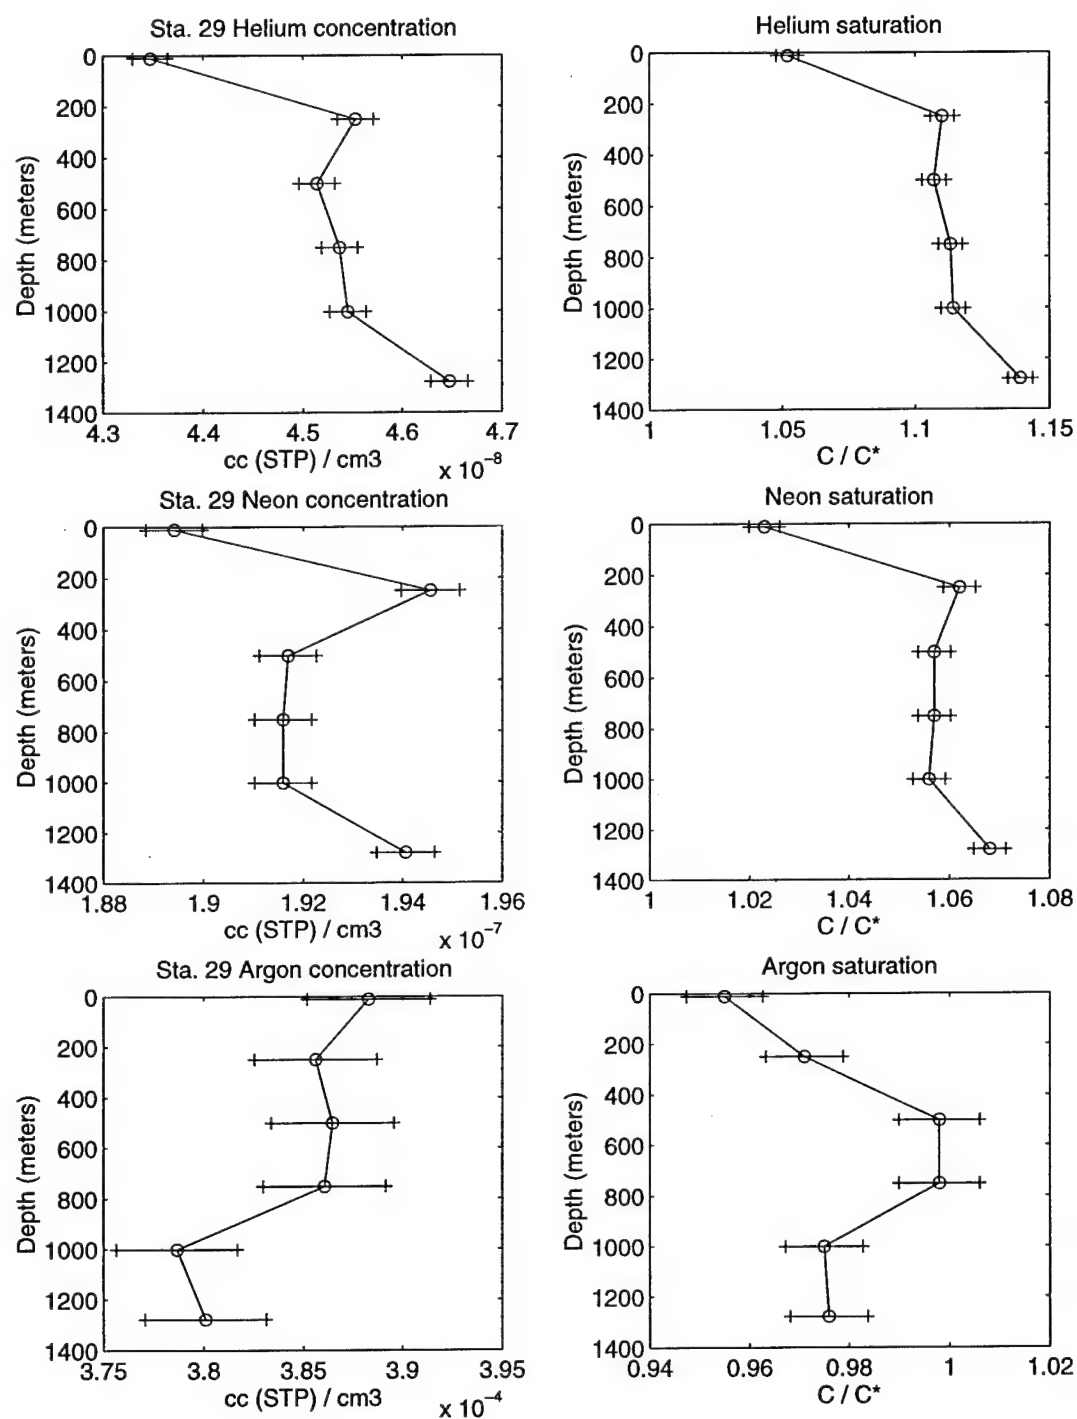 Sta. 29 Helium concentration
0
200
400
600
800
1000
1200
1400
Depth (meters)
4.3 4.4 4.5 4.6 4.7
cc (STP) / cm3
x 10⁻⁸
Helium saturation
0
200
400
600
800
1000
1200
1400
Depth (meters)
1 1.05 1.1 1.15
C / C*
Sta. 29 Neon concentration
0
200
400
600
800
1000
1200
1400
Depth (meters)
1.88 1.9 1.92 1.94 1.96
cc (STP) / cm3
x 10⁻⁷
Neon saturation
0
200
400
600
800
1000
1200
1400
Depth (meters)
1 1.04 1.06 1.08
C / C*
Sta. 29 Argon concentration
0
200
400
600
800
1000
1200
1400
Depth (meters)
3.75 3.8 3.85 3.9 3.95
cc (STP) / cm3
x 10⁻⁴
Argon saturation
0
200
400
600
800
1000
1200
1400
Depth (meters)
0.94 0.96 0.98 1 1.02
C / C*